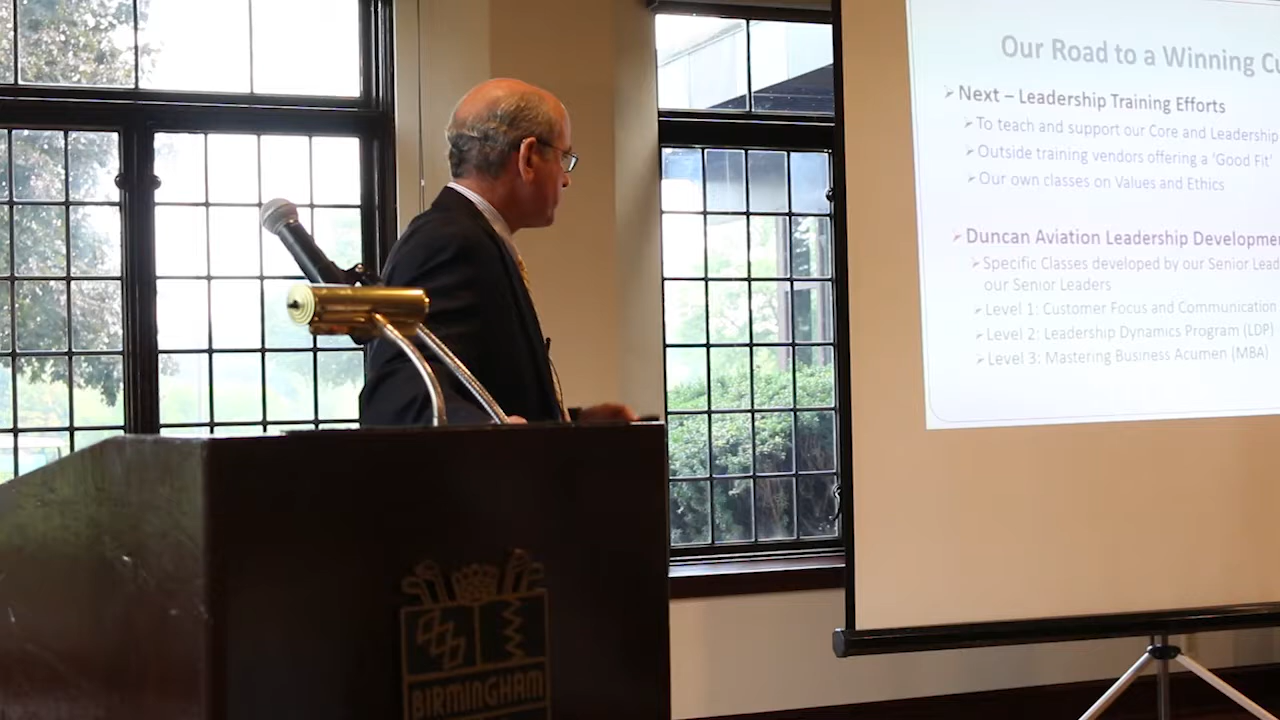 Our Road to a Winning Cu
Next – Leadership Training Efforts
To teach and support our Core and Leadership
Outside training vendors offering a 'Good Fit'
Our own classes on Values and Ethics
Duncan Aviation Leadership Developmen
Specific Classes developed by our Senior Lead
our Senior Leaders
Level 1: Customer Focus and Communication
Level 2: Leadership Dynamics Program (LDP)
Level 3: Mastering Business Acumen (MBA)
BIRMINGHAM